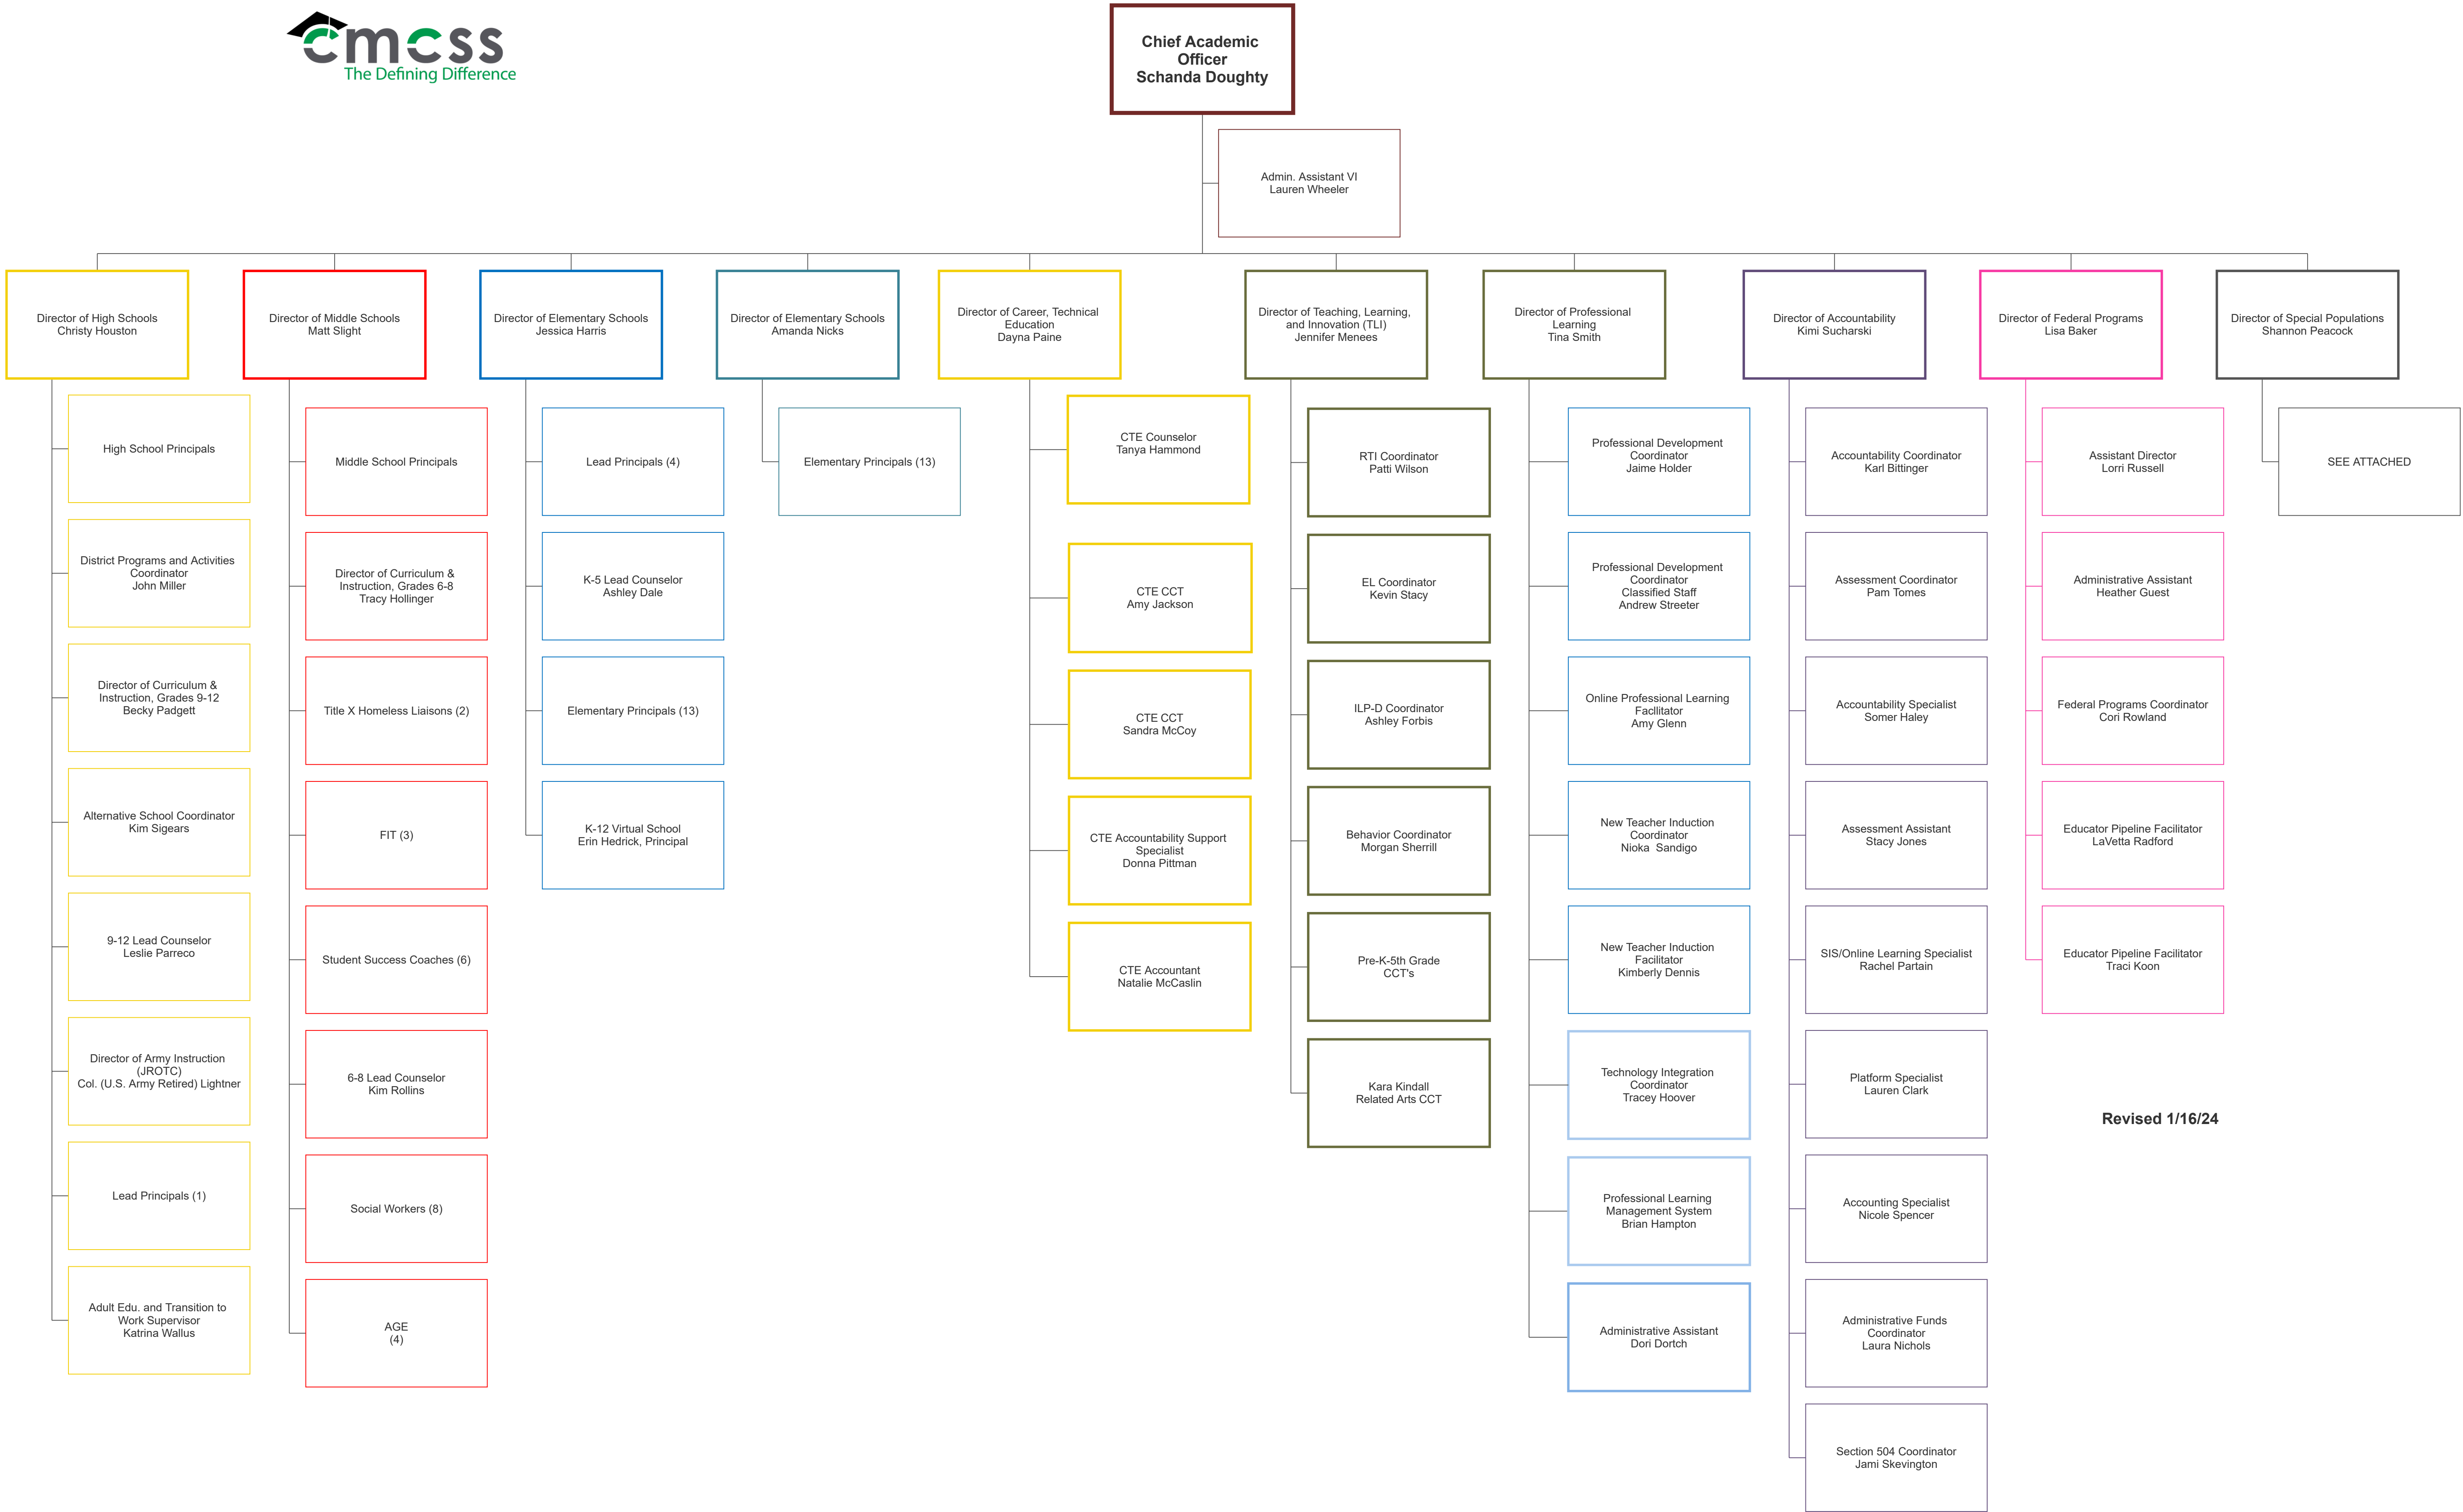 cmcss
The Defining Difference
Chief Academic
Officer
Schanda Doughty
Admin. Assistant VI
Lauren Wheeler
Director of High Schools
Christy Houston
Director of Middle Schools
Matt Slight
Director of Elementary Schools
Jessica Harris
Director of Elementary Schools
Amanda Nicks
Director of Career, Technical
Education
Dayna Paine
Director of Teaching, Learning,
and Innovation (TLI)
Jennifer Menees
Director of Professional
Learning
Tina Smith
Director of Accountability
Kimi Sucharski
Director of Federal Programs
Lisa Baker
Director of Special Populations
Shannon Peacock
High School Principals
District Programs and Activities
Coordinator
John Miller
Director of Curriculum &
Instruction, Grades 9-12
Becky Padgett
Alternative School Coordinator
Kim Sigears
9-12 Lead Counselor
Leslie Parreco
Director of Army Instruction
(JROTC)
Col. (U.S. Army Retired) Lightner
Lead Principals (1)
Adult Edu. and Transition to
Work Supervisor
Katrina Wallus
Middle School Principals
Director of Curriculum &
Instruction, Grades 6-8
Tracy Hollinger
Title X Homeless Liaisons (2)
FIT (3)
Student Success Coaches (6)
6-8 Lead Counselor
Kim Rollins
Social Workers (8)
AGE
(4)
Lead Principals (4)
K-5 Lead Counselor
Ashley Dale
Elementary Principals (13)
K-12 Virtual School
Erin Hedrick, Principal
Elementary Principals (13)
CTE Counselor
Tanya Hammond
CTE CCT
Amy Jackson
CTE CCT
Sandra McCoy
CTE Accountability Support
Specialist
Donna Pittman
CTE Accountant
Natalie McCaslin
RTI Coordinator
Patti Wilson
EL Coordinator
Kevin Stacy
ILP-D Coordinator
Ashley Forbis
Behavior Coordinator
Morgan Sherrill
Pre-K-5th Grade
CCT's
Kara Kindall
Related Arts CCT
Professional Development
Coordinator
Jaime Holder
Professional Development
Coordinator
Classified Staff
Andrew Streeter
Online Professional Learning
Facllitator
Amy Glenn
New Teacher Induction
Coordinator
Nioka  Sandigo
New Teacher Induction
Facilitator
Kimberly Dennis
Technology Integration
Coordinator
Tracey Hoover
Professional Learning
Management System
Brian Hampton
Administrative Assistant
Dori Dortch
Accountability Coordinator
Karl Bittinger
Assessment Coordinator
Pam Tomes
Accountability Specialist
Somer Haley
Assessment Assistant
Stacy Jones
SIS/Online Learning Specialist
Rachel Partain
Platform Specialist
Lauren Clark
Accounting Specialist
Nicole Spencer
Administrative Funds
Coordinator
Laura Nichols
Section 504 Coordinator
Jami Skevington
Assistant Director
Lorri Russell
Administrative Assistant
Heather Guest
Federal Programs Coordinator
Cori Rowland
Educator Pipeline Facilitator
LaVetta Radford
Educator Pipeline Facilitator
Traci Koon
SEE ATTACHED
Revised 1/16/24